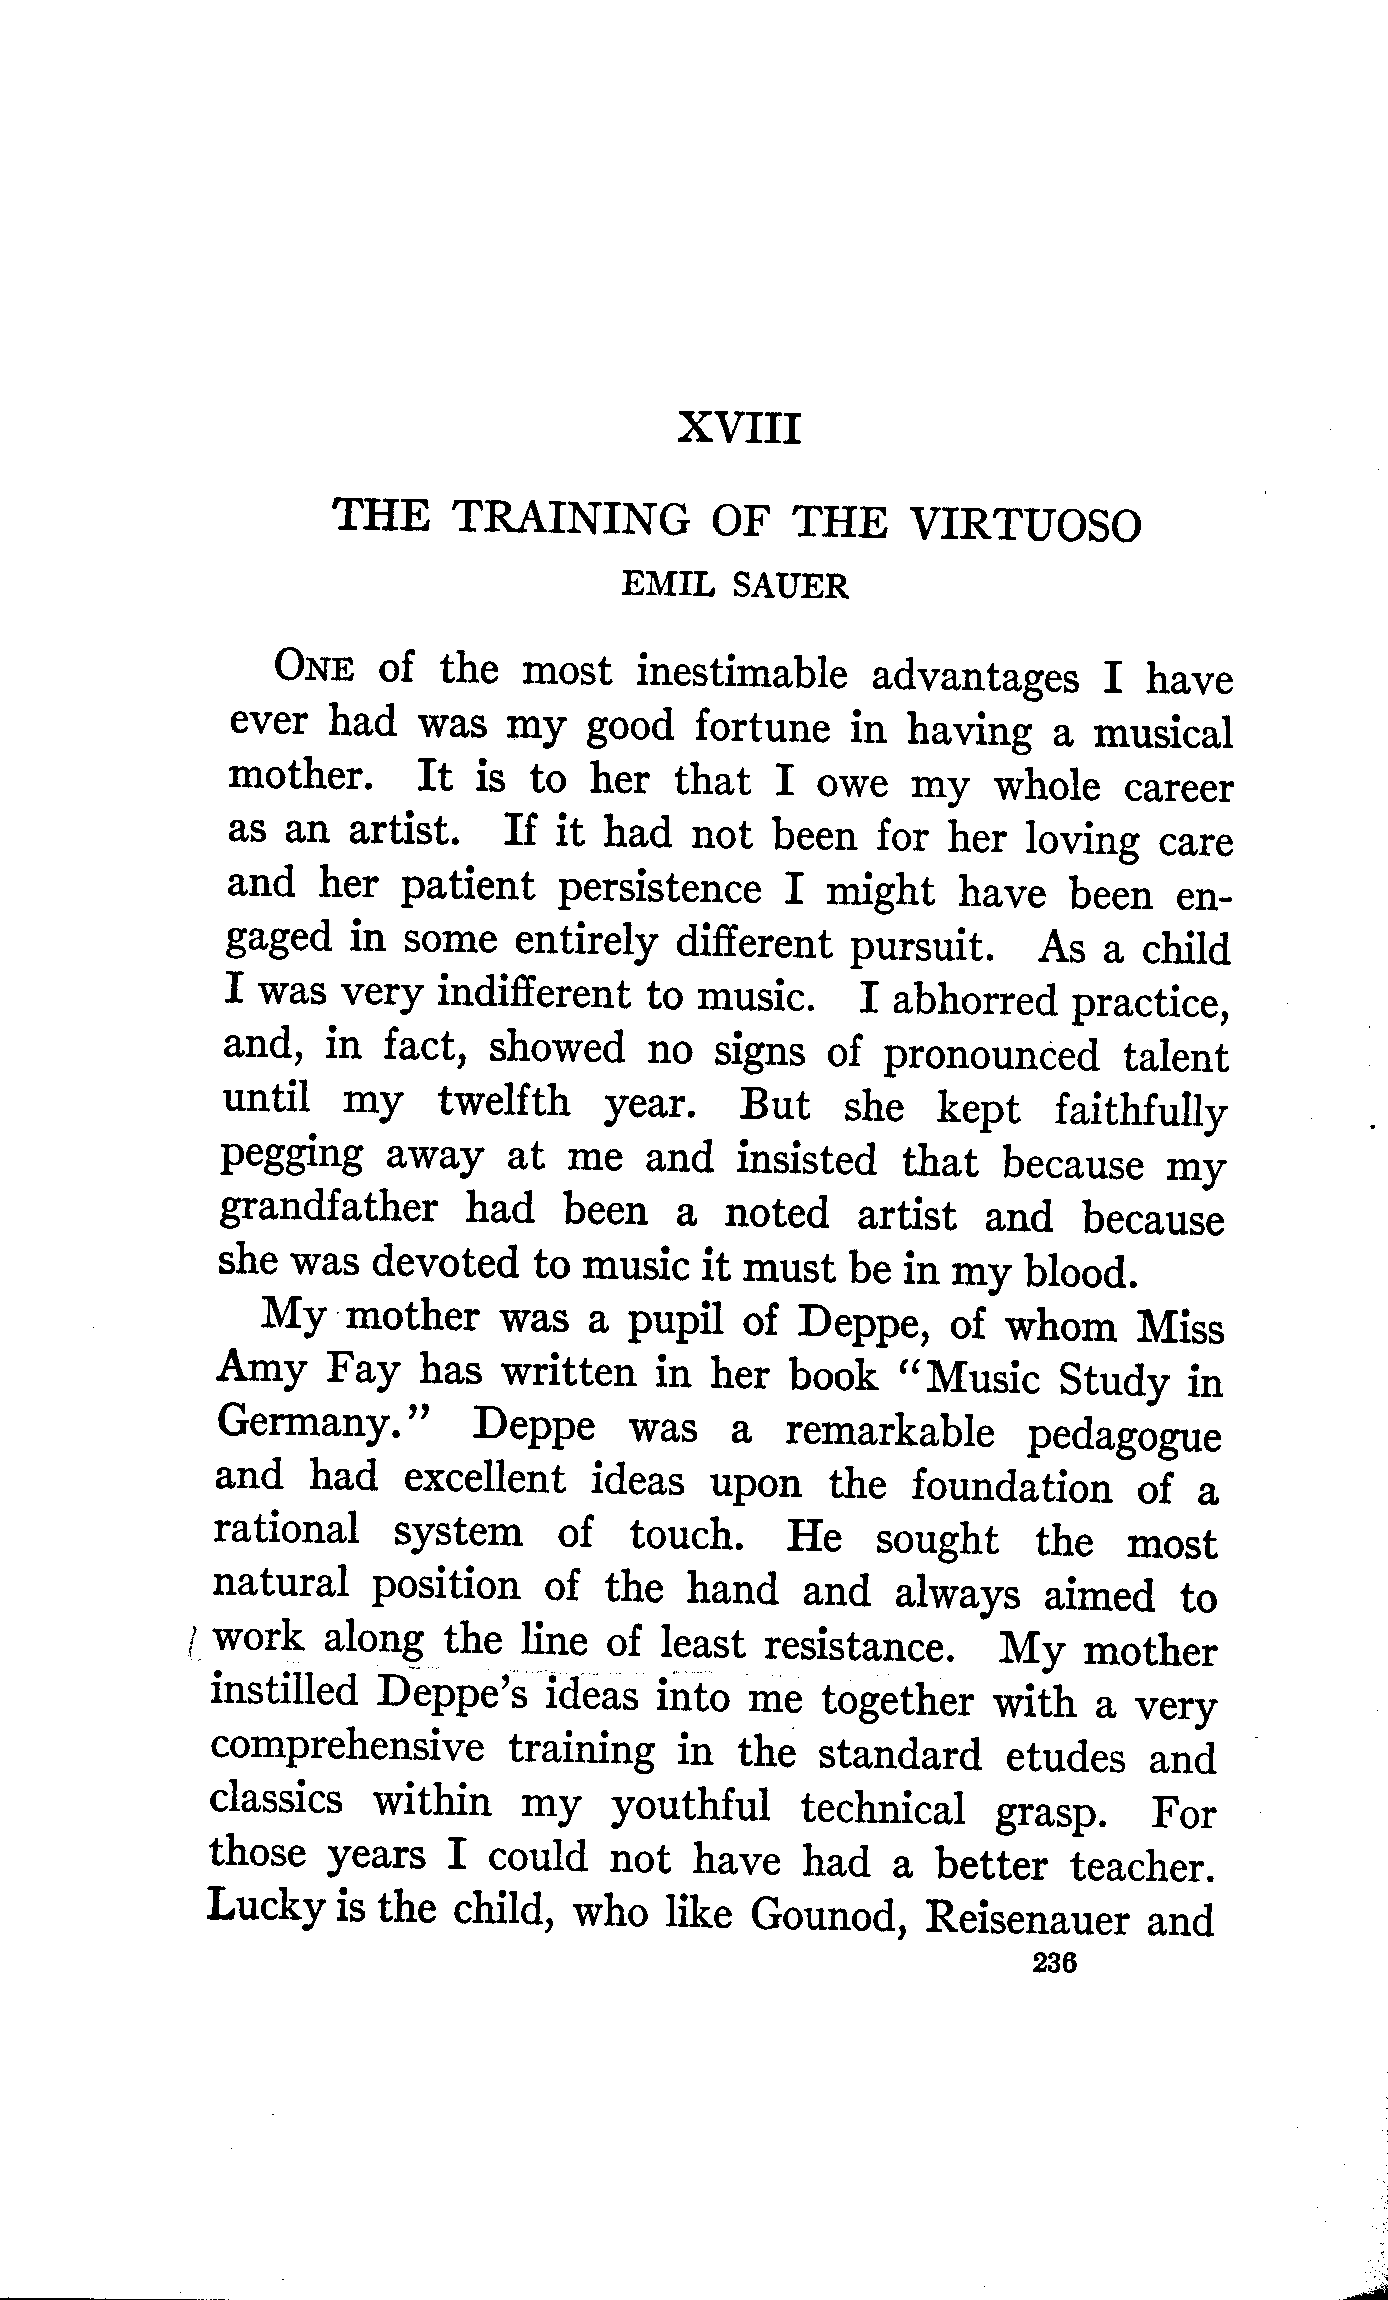 XVIII
THE TRAINING OF THE VIRTUOSO
EMIL SAUER
ONE of the most inestimable advantages I have
ever had was my good fortune in having a musical
mother. It is to her that I owe my whole career
as an artist. If it had not been for her loving care
and her patient persistence I might have been en-
gaged in some entirely different pursuit. As a child
I was very indifferent to music. I abhorred practice,
and, in fact, showed no signs of pronounced talent
until my twelfth year. But she kept faithfully
pegging away at me and insisted that because my
grandfather had been a noted artist and because
she was devoted to music it must be in my blood.
My mother was a pupil of Deppe, of whom Miss
Amy Fay has written in her book "Music Study in
Germany." Deppe was a remarkable pedagogue
and had excellent ideas upon the foundation of a
rational system of touch. He sought the most
natural position of the hand and always aimed to
work along the line of least resistance. My mother
instilled Deppe's ideas into me together with a very
comprehensive training in the standard etudes and
classics within my youthful technical grasp. For
those years I could not have had a better teacher.
Lucky is the child, who like Gounod, Reisenauer and
236